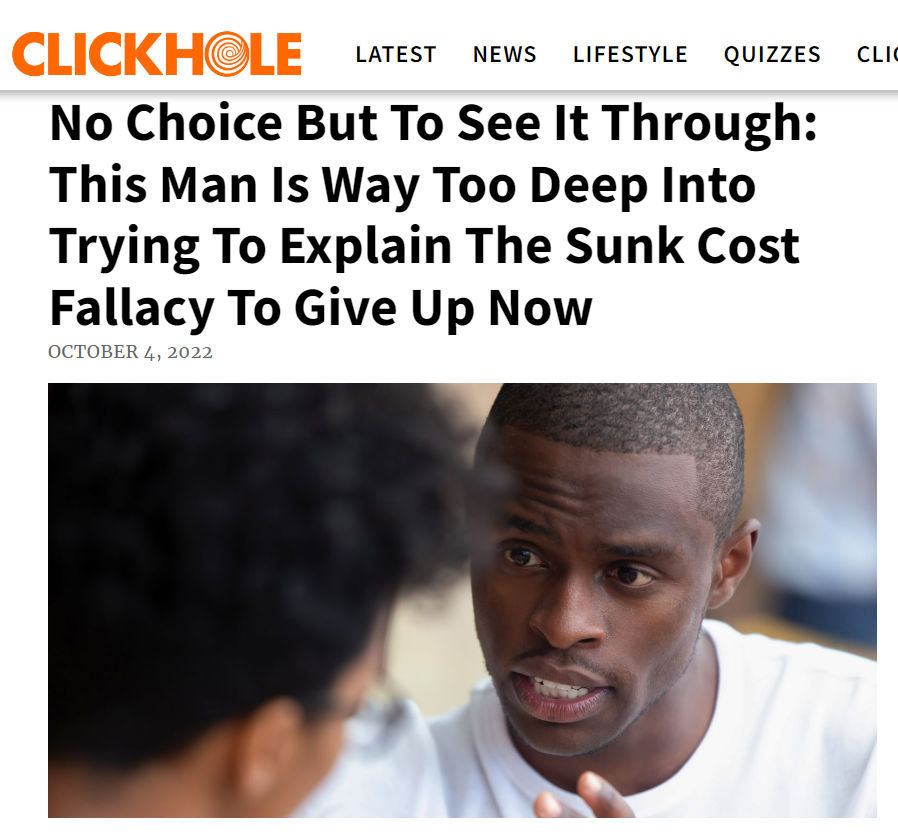 CLICKHOLE
LATEST NEWS LIFESTYLE QUIZZES CLIC
No Choice But To See It Through:
This Man Is Way Too Deep Into
Trying To Explain The Sunk Cost
Fallacy To Give Up Now
OCTOBER 4, 2022